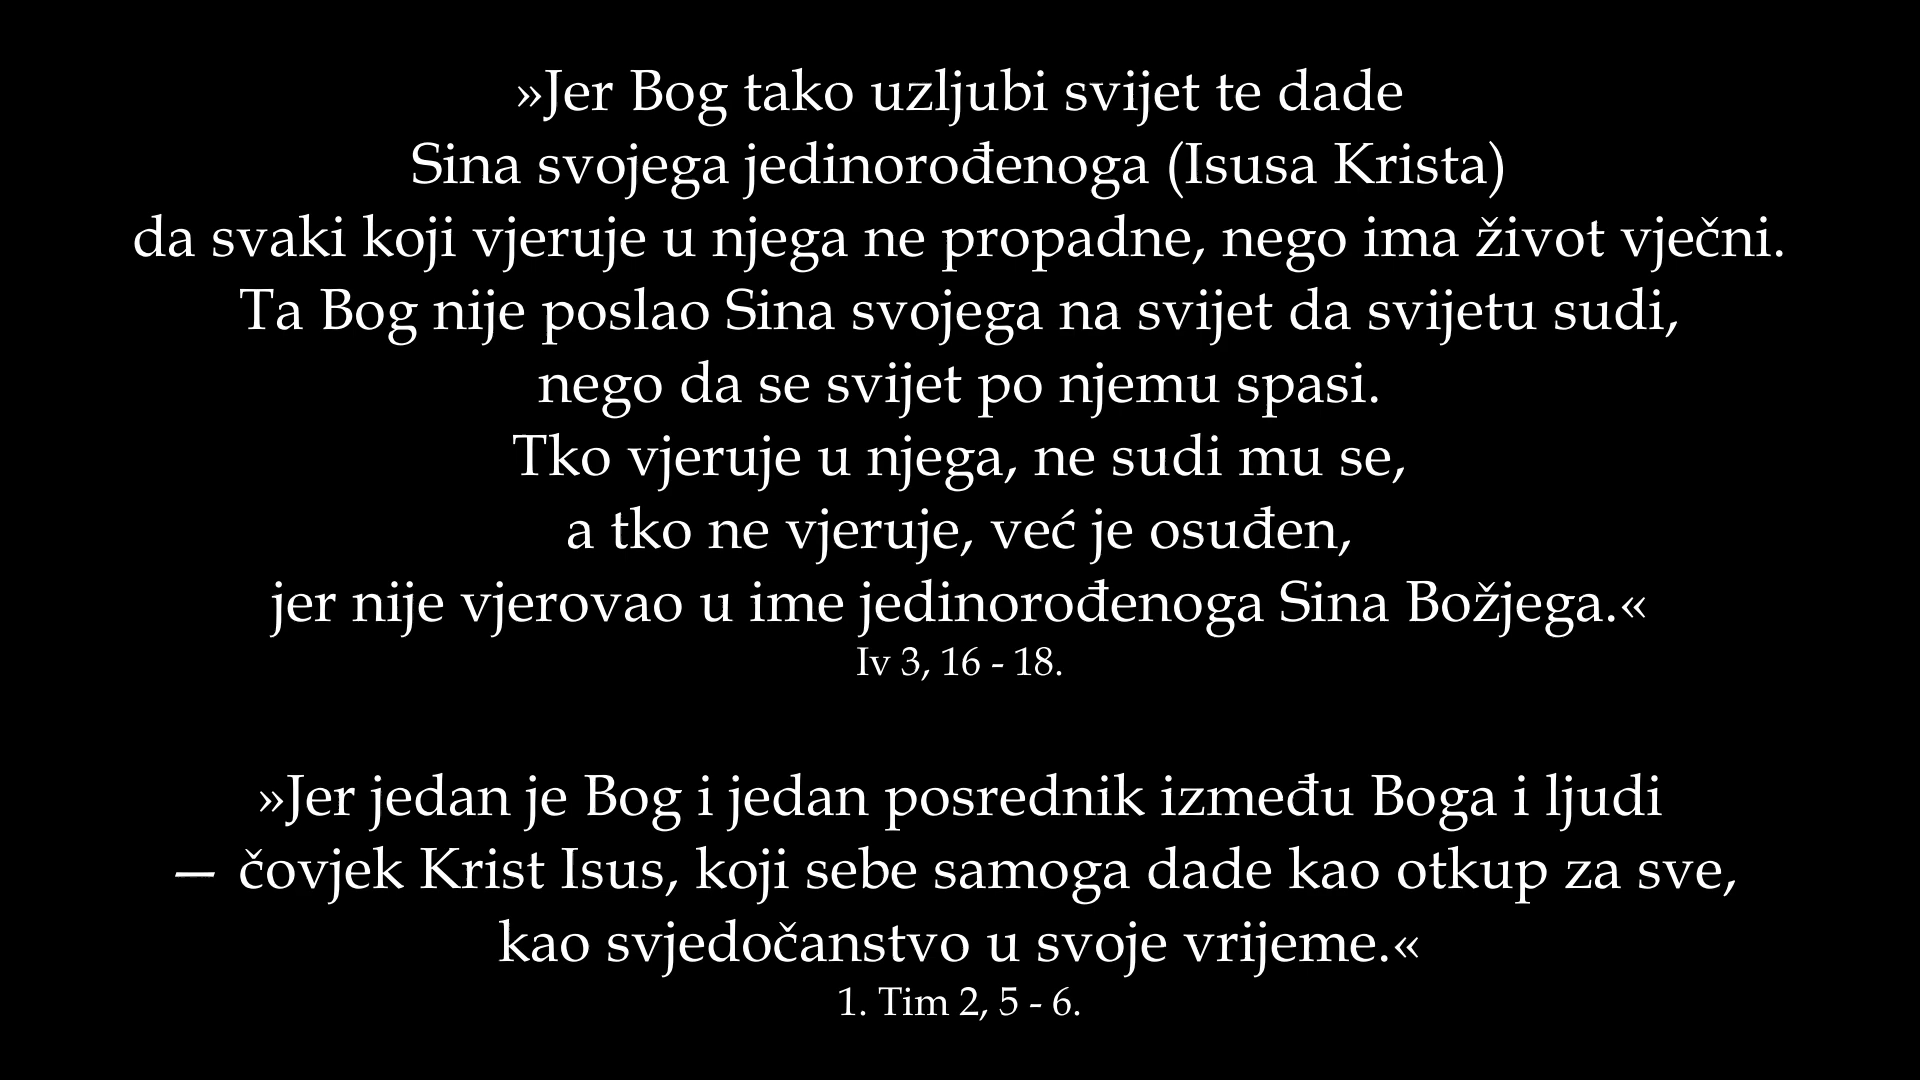 »Jer Bog tako uzljubi svijet te dade
Sina svojega jedinorođenoga (Isusa Krista)
da svaki koji vjeruje u njega ne propadne, nego ima život vječni.
Ta Bog nije poslao Sina svojega na svijet da svijetu sudi,
nego da se svijet po njemu spasi.
Tko vjeruje u njega, ne sudi mu se,
a tko ne vjeruje, već je osuđen,
jer nije vjerovao u ime jedinorođenoga Sina Božjega.«
Iv 3, 16 - 18.
»Jer jedan je Bog i jedan posrednik između Boga i ljudi
— čovjek Krist Isus, koji sebe samoga dade kao otkup za sve,
kao svjedočanstvo u svoje vrijeme.«
1. Tim 2, 5 - 6.